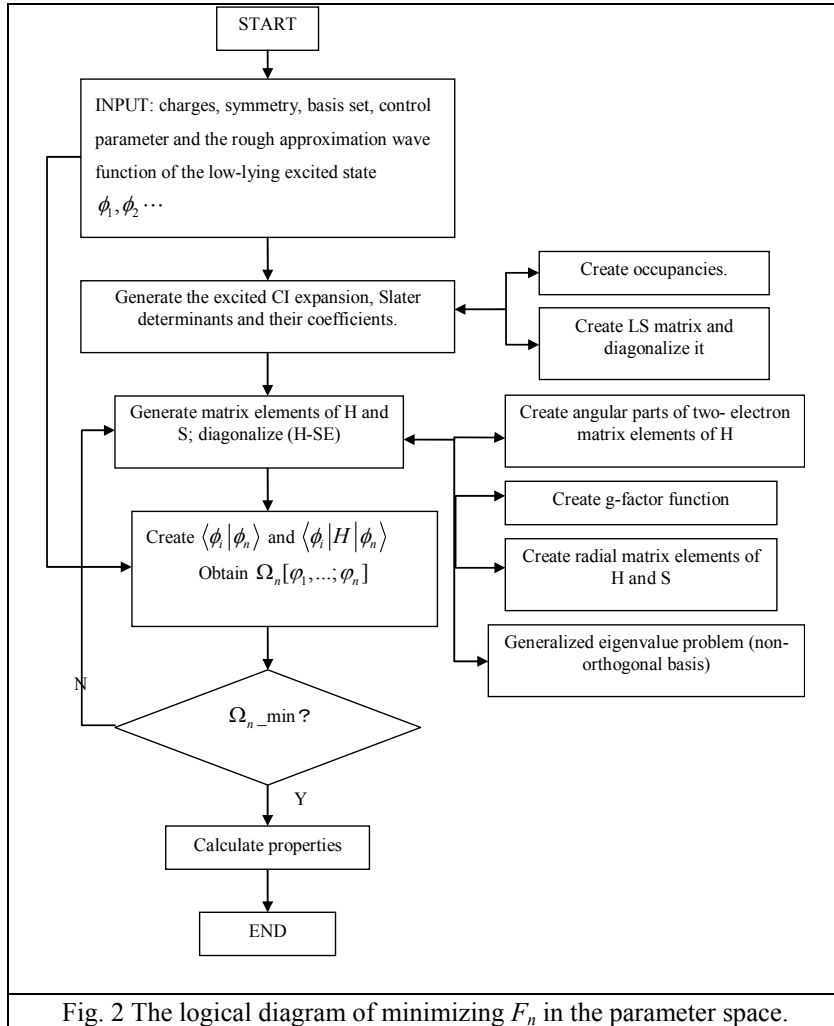 START
INPUT: charges, symmetry, basis set, control
parameter and the rough approximation wave
function of the low-lying excited state
ϕ₁, ϕ₂ ⋯
Generate the excited CI expansion, Slater
determinants and their coefficients.
Create occupancies.
Create LS matrix and
diagonalize it
Generate matrix elements of H and
S; diagonalize (H-SE)
Create angular parts of two- electron
matrix elements of H
Create g-factor function
Create radial matrix elements of
H and S
Generalized eigenvalue problem (non-
orthogonal basis)
Create ⟨ϕᵢ|ϕₙ⟩ and ⟨ϕᵢ|H|ϕₙ⟩
Obtain Ωₙ[φ₁,...;φₙ]
N
Ωₙ_min?
Y
Calculate properties
END
Fig. 2 The logical diagram of minimizing Fₙ in the parameter space.